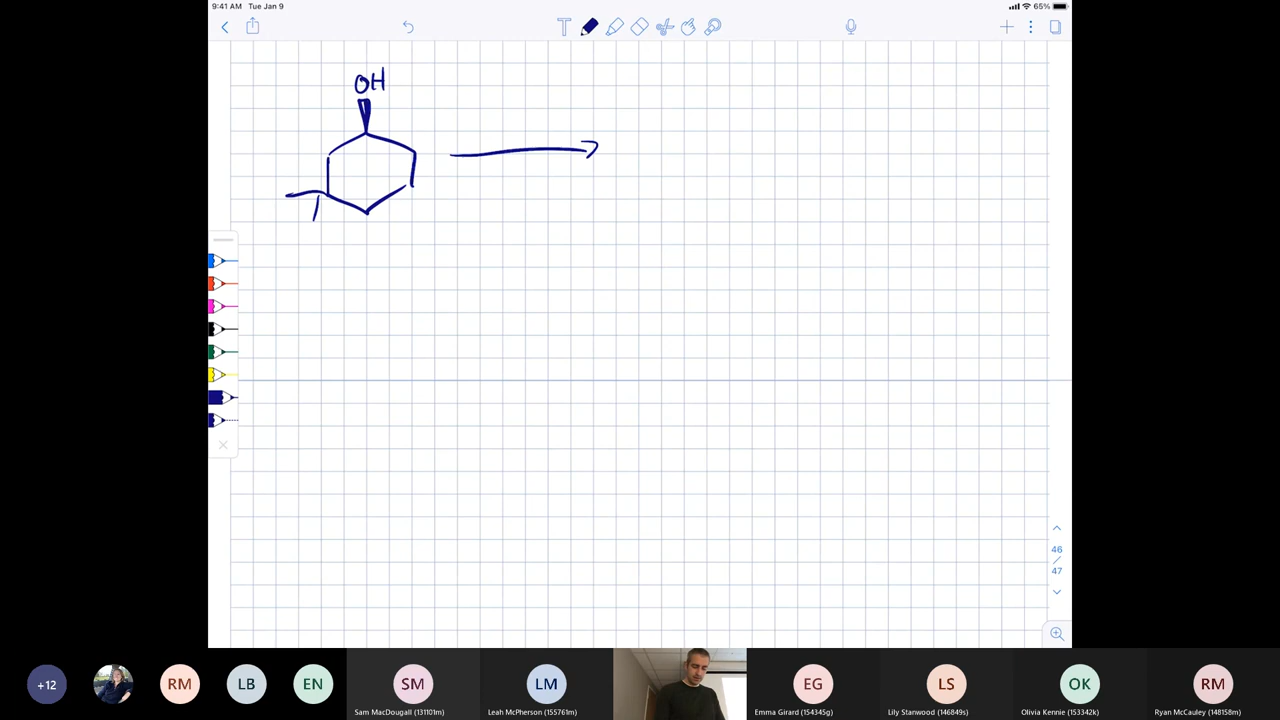 9:41 AM Tue Jan 9
65%
T
OH
46
47
+12
RM
LB
EN
SM
Sam MacDougall (131101m)
LM
Leah McPherson (155761m)
EG
Emma Girard (154345g)
LS
Lily Stanwood (146849s)
OK
Olivia Kennie (153342k)
RM
Ryan McCauley (148158m)